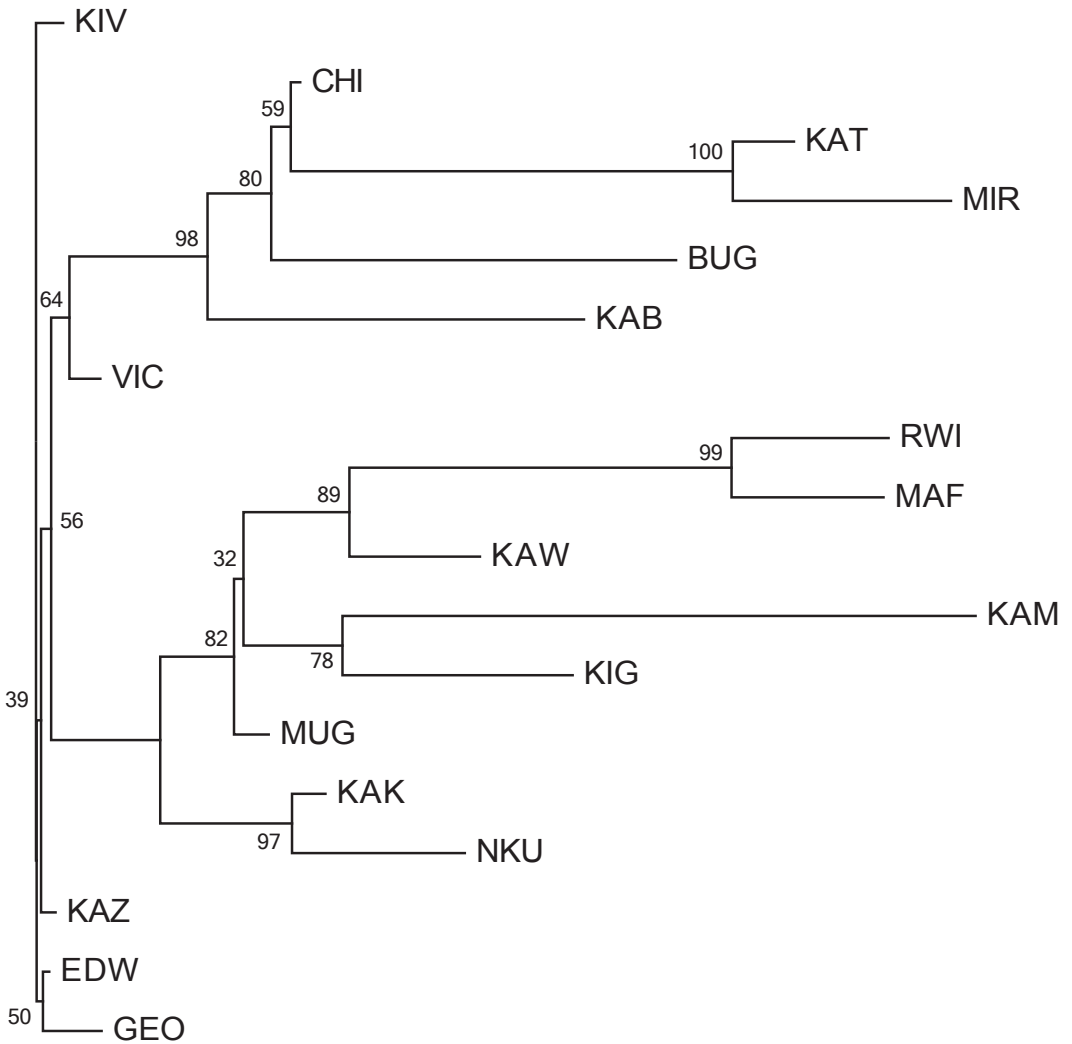 KIV
CHI
59
KAT
100
80
MIR
98
BUG
64
KAB
VIC
RWI
99
89
MAF
56
KAW
32
KAM
82
78
KIG
39
MUG
KAK
97
NKU
KAZ
EDW
50
GEO